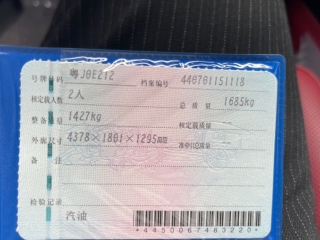 号牌号码 粤J0E212 档案编号 440701151118
核定载人数 2人 总质量 1685kg
整备质量 1427kg 核定载质量 ——
外廓尺寸 4378×1801×1295mm 准牵引总质量 ——
备注
检验记录
汽油
*4450067483220*